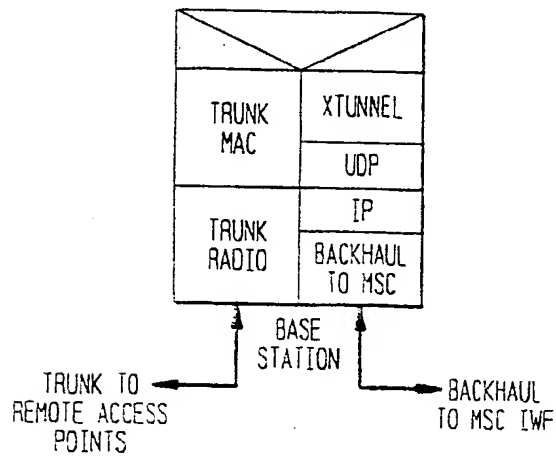 TRUNK
MAC
XTUNNEL
UDP
TRUNK
RADIO
IP
BACKHAUL
TO MSC
BASE
STATION
TRUNK TO
REMOTE ACCESS
POINTS
BACKHAUL
TO MSC IWF